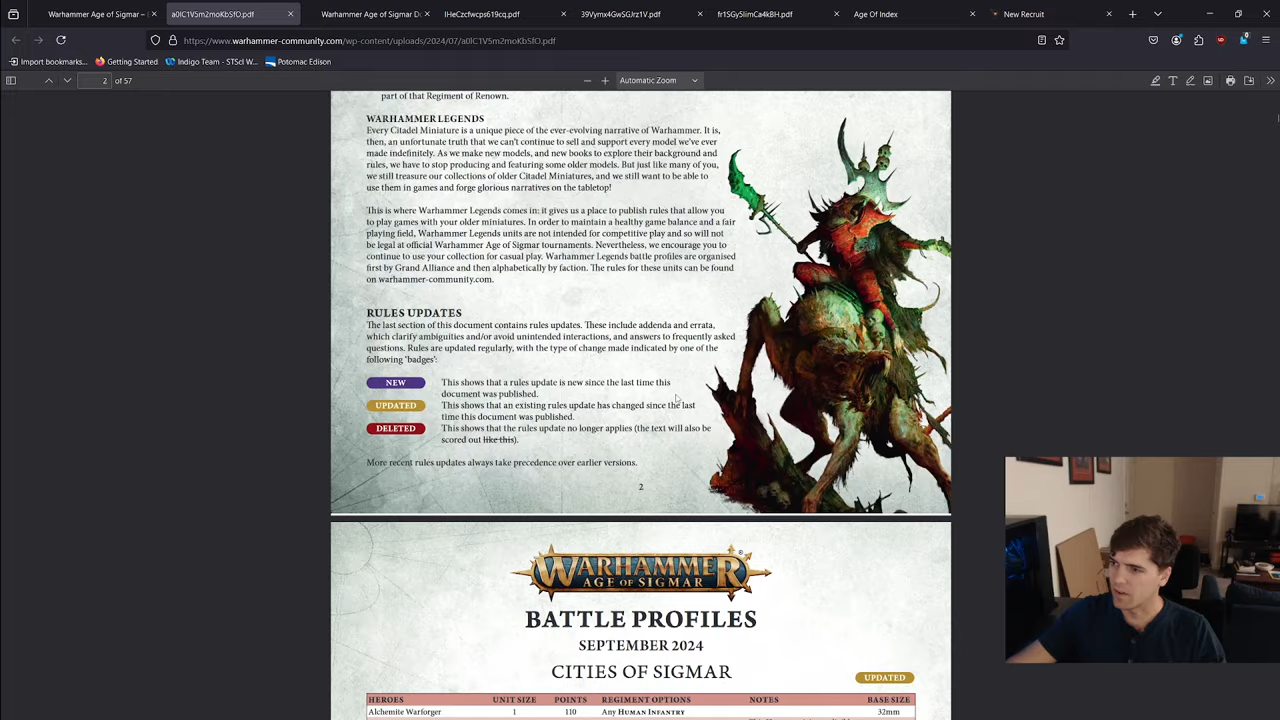 Warhammer Age of Sigmar –
a0lC1V5m2moKbSfO.pdf
Warhammer Age of Sigmar D
IHeCzcfwcps619cq.pdf
39Vymx4GwSGJrz1V.pdf
fr1SGy5limCa4kBH.pdf
Age Of Index
New Recruit
https://www.warhammer-community.com/wp-content/uploads/2024/07/a0lC1V5m2moKbSfO.pdf
Import bookmarks...
Getting Started
Indigo Team - STScI W...
Potomac Edison
2 of 57
Automatic Zoom
part of that Regiment of Renown.
WARHAMMER LEGENDS
Every Citadel Miniature is a unique piece of the ever-evolving narrative of Warhammer. It is,
then, an unfortunate truth that we can't continue to sell and support every model we've ever
made indefinitely. As we make new models, and new books to explore their background and
rules, we have to stop producing and featuring some older models. But just like many of you,
we still treasure our collections of older Citadel Miniatures, and we still want to be able to
use them in games and forge glorious narratives on the tabletop!
This is where Warhammer Legends comes in: it gives us a place to publish rules that allow you
to play games with your older miniatures. In order to maintain a healthy game balance and a fair
playing field, Warhammer Legends units are not intended for competitive play and so will not
be legal at official Warhammer Age of Sigmar tournaments. Nevertheless, we encourage you to
continue to use your collection for casual play. Warhammer Legends battle profiles are organised
first by Grand Alliance and then alphabetically by faction. The rules for these units can be found
on warhammer-community.com.
RULES UPDATES
The last section of this document contains rules updates. These include addenda and errata,
which clarify ambiguities and/or avoid unintended interactions, and answers to frequently asked
questions. Rules are updated regularly, with the type of change made indicated by one of the
following 'badges':
NEW This shows that a rules update is new since the last time this
document was published.
UPDATED This shows that an existing rules update has changed since the last
time this document was published.
DELETED This shows that the rules update no longer applies (the text will also be
scored out like this).
More recent rules updates always take precedence over earlier versions.
2
WARHAMMER
AGE OF SIGMAR
BATTLE PROFILES
SEPTEMBER 2024
CITIES OF SIGMAR
UPDATED
HEROES UNIT SIZE POINTS REGIMENT OPTIONS NOTES BASE SIZE
Alchemite Warforger 1 110 Any HUMAN INFANTRY 32mm